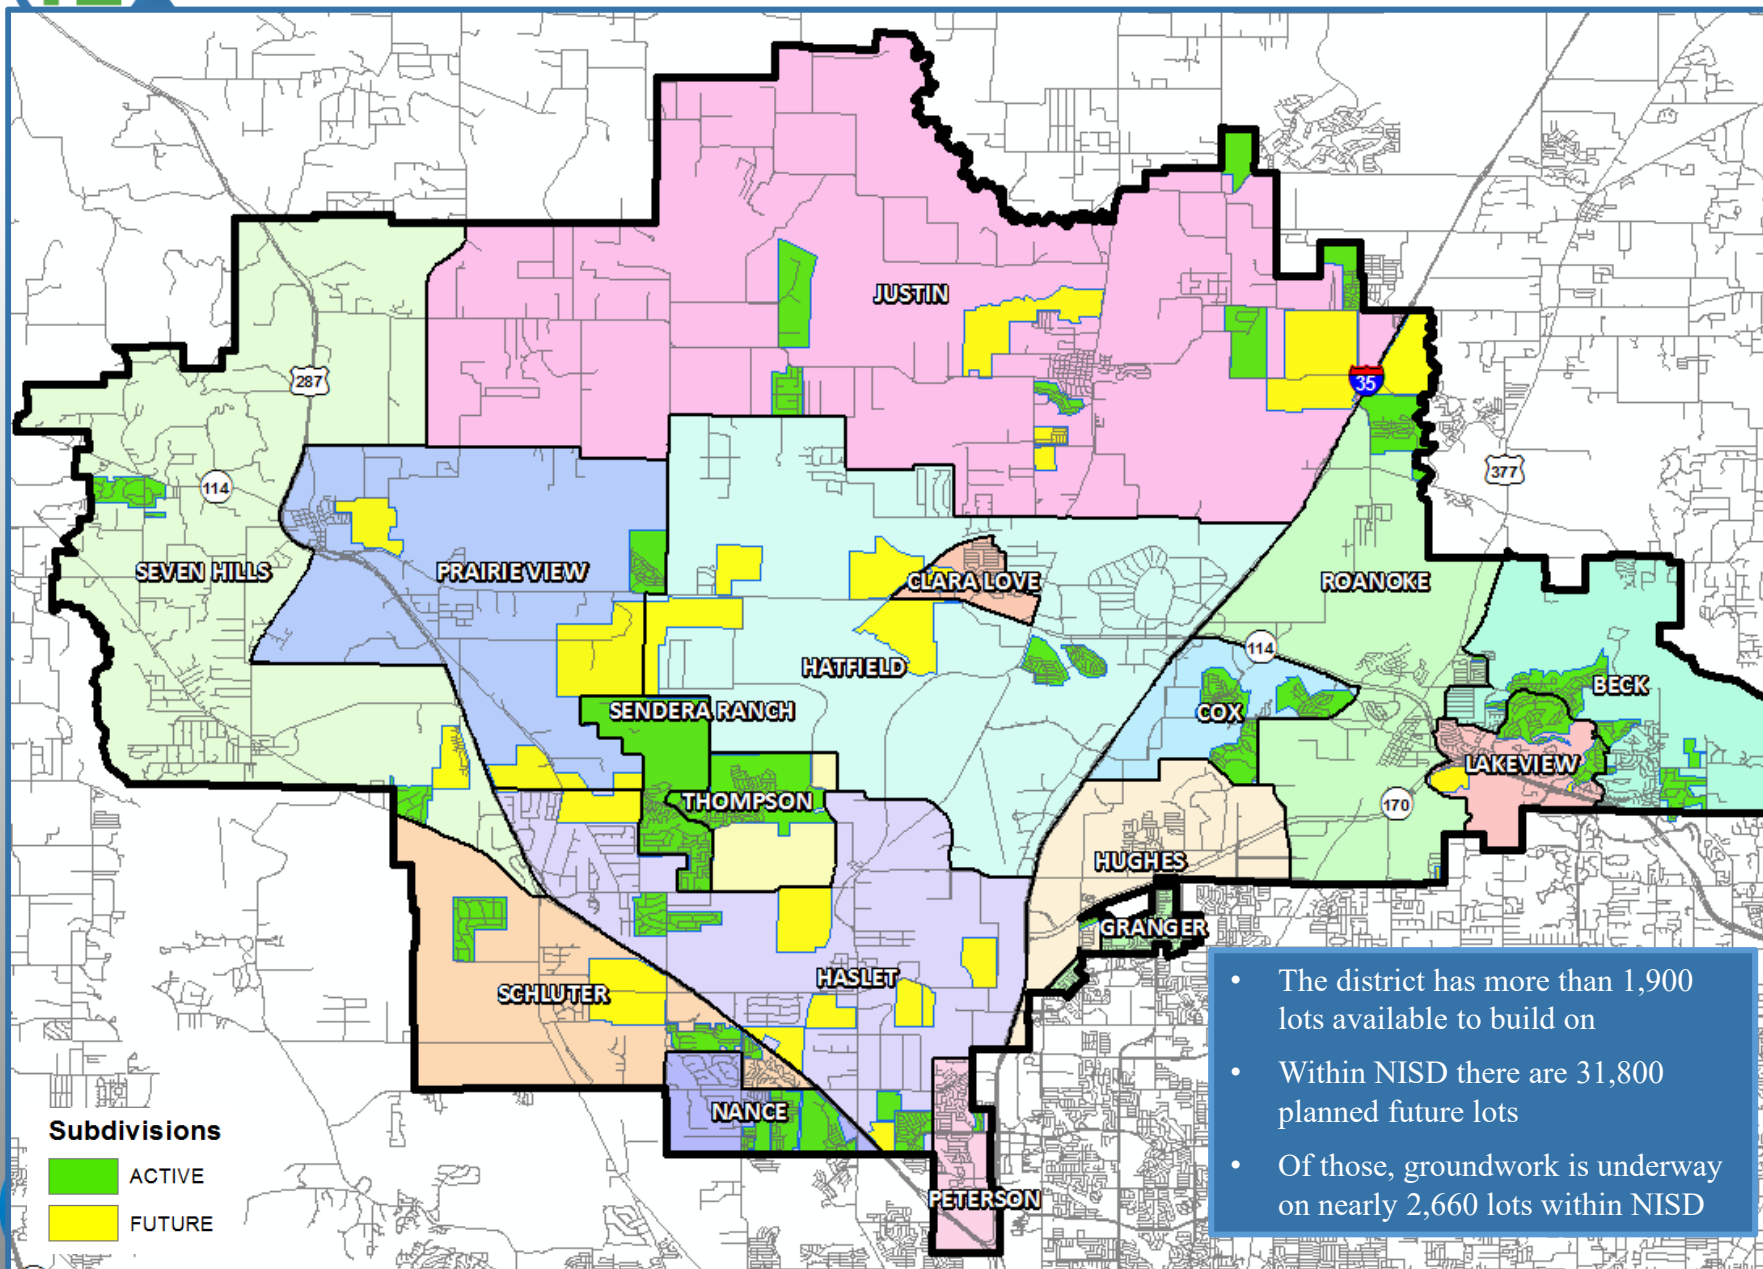 JUSTIN
287
35
377
114
SEVEN HILLS
PRAIRIE VIEW
CLARA LOVE
ROANOKE
114
HATFIELD
BECK
SENDERA RANCH
COX
LAKEVIEW
THOMPSON
170
HUGHES
GRANGER
HASLET
SCHLUTER
NANCE
PETERSON
Subdivisions
ACTIVE
FUTURE
• The district has more than 1,900
lots available to build on
• Within NISD there are 31,800
planned future lots
• Of those, groundwork is underway
on nearly 2,660 lots within NISD